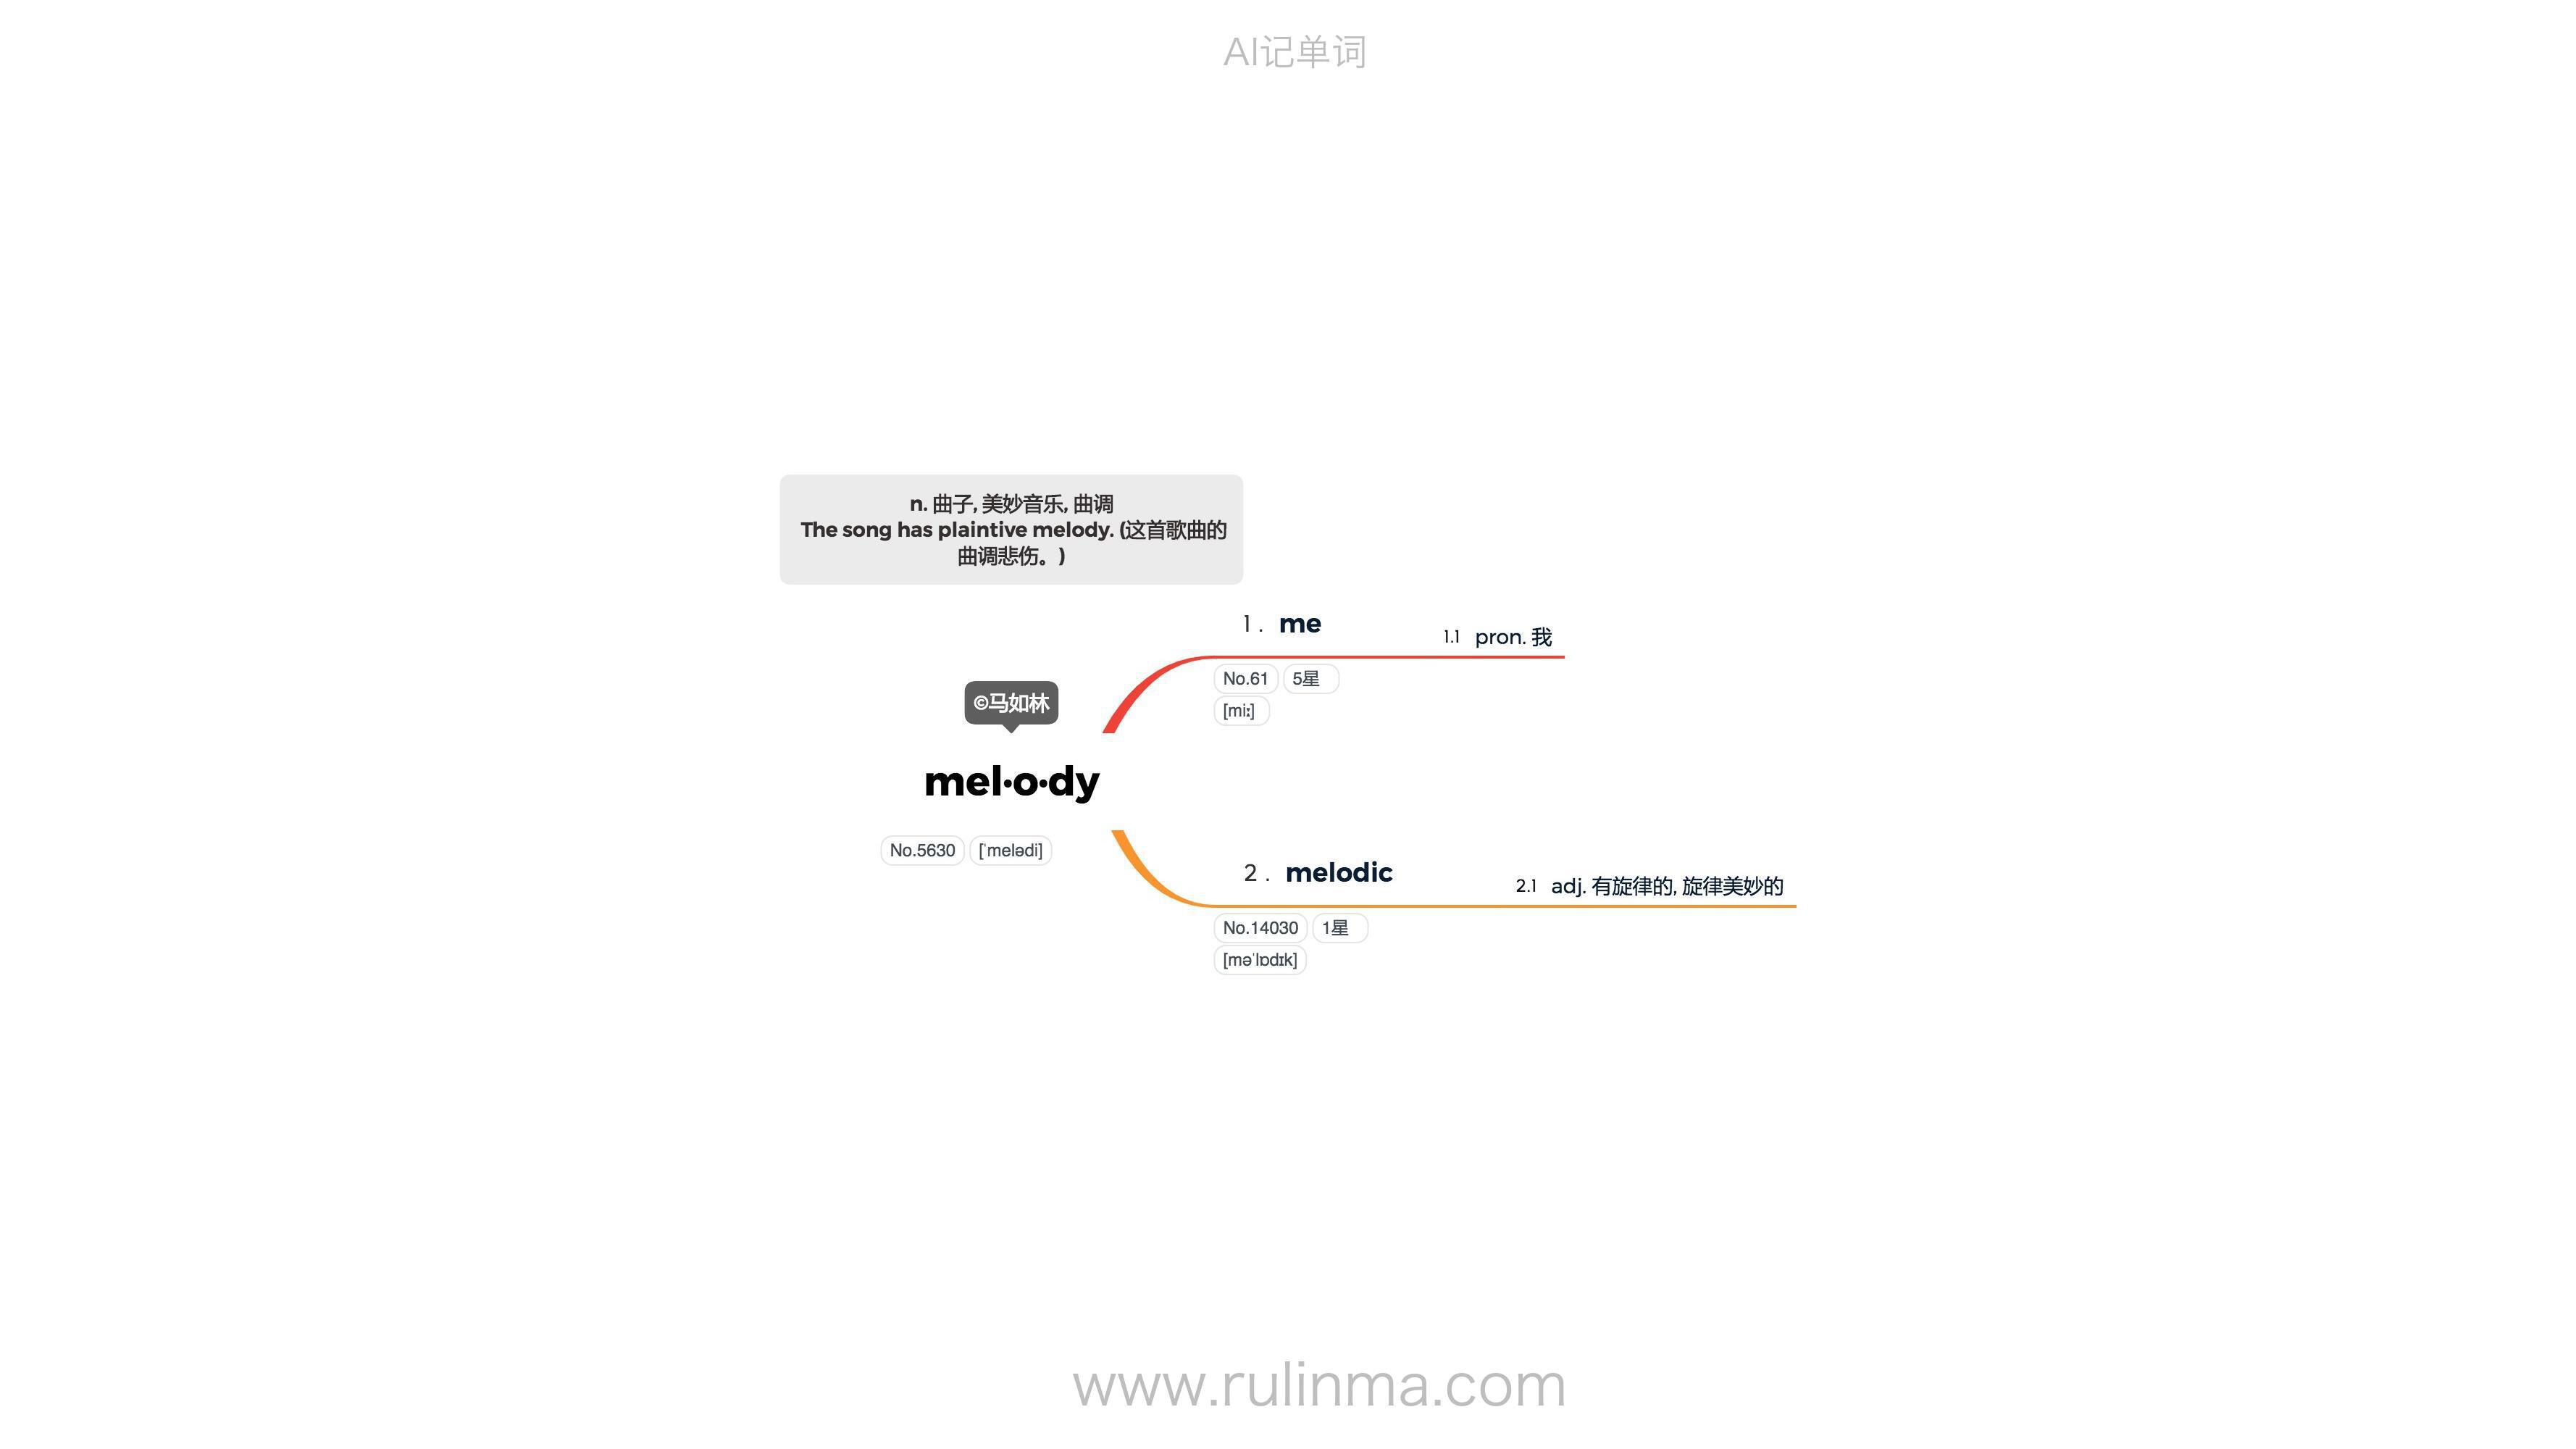 AI记单词
n. 曲子, 美妙音乐, 曲调
The song has plaintive melody. (这首歌曲的
曲调悲伤。)
1 . me
1.1 pron. 我
No.61 5星
[miː]
©马如林
mel·o·dy
No.5630 [ˈmelədi]
2 . melodic
2.1 adj. 有旋律的, 旋律美妙的
No.14030 1星
[məˈlɒdɪk]
www.rulinma.com